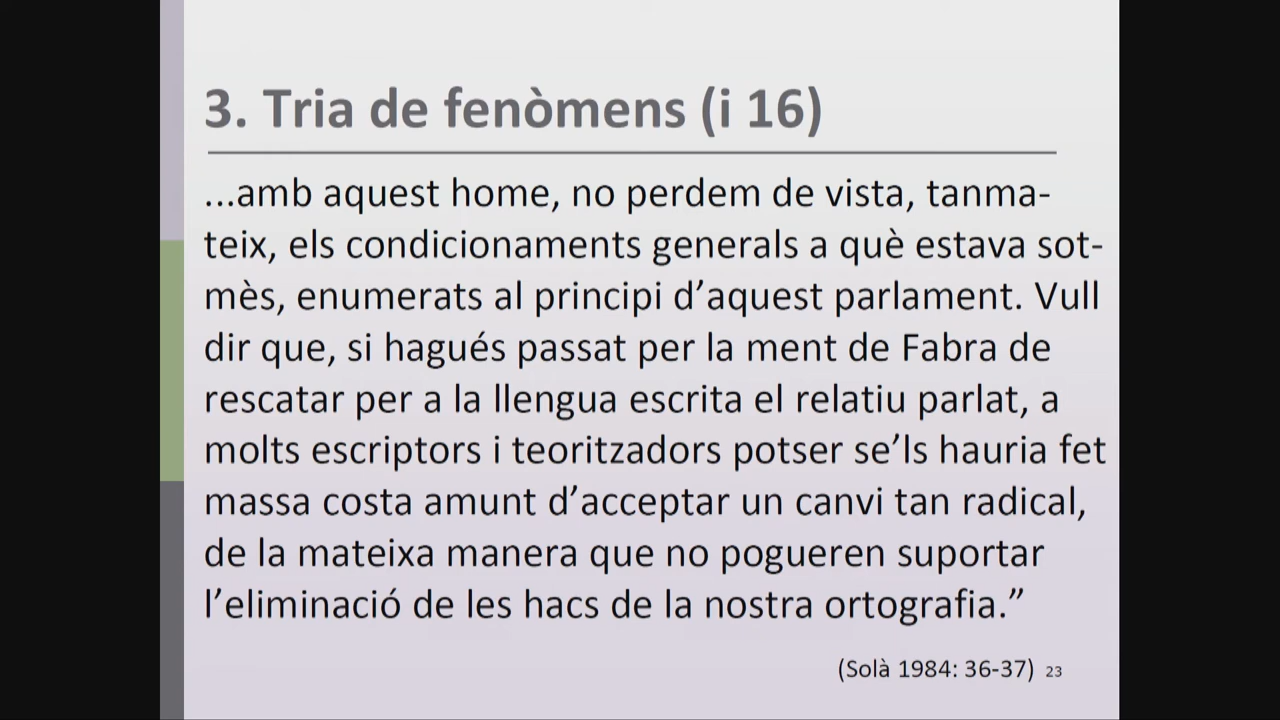 3. Tria de fenòmens (i 16)
...amb aquest home, no perdem de vista, tanma-
teix, els condicionaments generals a què estava sot-
mès, enumerats al principi d’aquest parlament. Vull
dir que, si hagués passat per la ment de Fabra de
rescatar per a la llengua escrita el relatiu parlat, a
molts escriptors i teoritzadors potser se’ls hauria fet
massa costa amunt d’acceptar un canvi tan radical,
de la mateixa manera que no pogueren suportar
l’eliminació de les hacs de la nostra ortografia.”
(Solà 1984: 36-37) 23